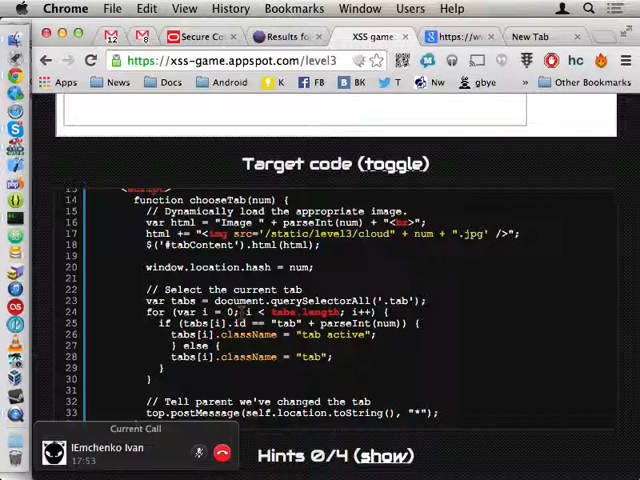 Chrome File Edit View History Bookmarks Window Help
12 8 Secure Co Results for XSS game. https://w New Tab
https://xss-game.appspot.com/level3
Apps News Android K FB BK T Nw gbye Other Bookmarks
Target code (toggle)
13 <script>
14 function chooseTab(num) {
15 // Dynamically load the appropriate image.
16 var html = "Image " + parseInt(num) + "<br>";
17 html += "<img src='/static/level3/cloud" + num + ".jpg' />";
18 $('#tabContent').html(html);
19
20 window.location.hash = num;
21
22 // Select the current tab
23 var tabs = document.querySelectorAll('.tab');
24 for (var i = 0; i < tabs.length; i++) {
25 if (tabs[i].id == "tab" + parseInt(num)) {
26 tabs[i].className = "tab active";
27 } else {
28 tabs[i].className = "tab";
29 }
30 }
31
32 // Tell parent we've changed the tab
33 top.postMessage(self.location.toString(), "*");
Current Call
IEmchenko Ivan
17:53
Hints 0/4 (show)